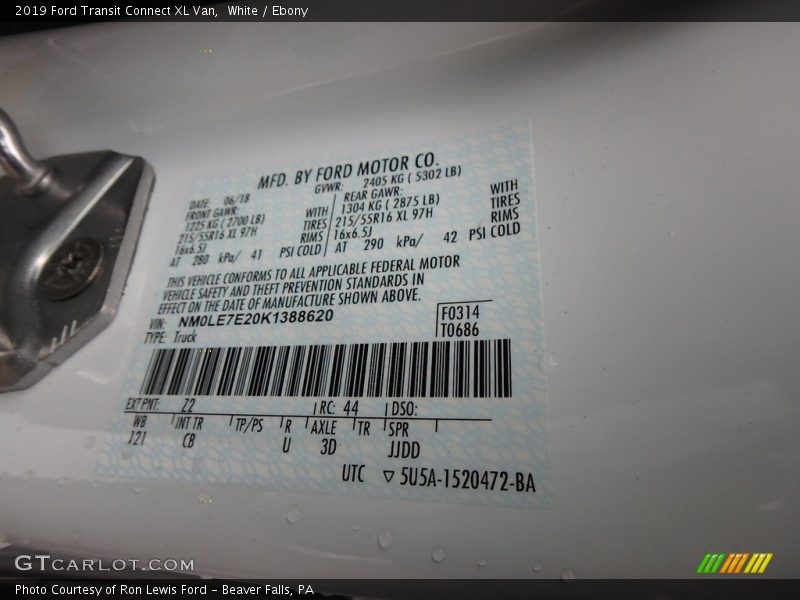 2019 Ford Transit Connect XL Van,  White / Ebony
MFD. BY FORD MOTOR CO.
DATE: 06/18 GVWR: 2405 KG ( 5302 LB)
FRONT GAWR: REAR GAWR:
1225 KG ( 2700 LB) WITH 1304 KG ( 2875 LB) WITH
215/55R16 XL 97H TIRES 215/55R16 XL 97H TIRES
16x6.5J RIMS 16x6.5J RIMS
AT 280 kPa/ 41 PSI COLD AT 290 kPa/ 42 PSI COLD
THIS VEHICLE CONFORMS TO ALL APPLICABLE FEDERAL MOTOR
VEHICLE SAFETY AND THEFT PREVENTION STANDARDS IN
EFFECT ON THE DATE OF MANUFACTURE SHOWN ABOVE.
VIN: NM0LE7E20K1388620 F0314
TYPE: Truck T0686
EXT PNT: Z2 RC: 44 DSO:
WB INT TR TP/PS R AXLE TR SPR
121 CB U 3D JJDD
UTC ▽ 5U5A-1520472-BA
GTCARLOT.COM
Photo Courtesy of Ron Lewis Ford - Beaver Falls, PA